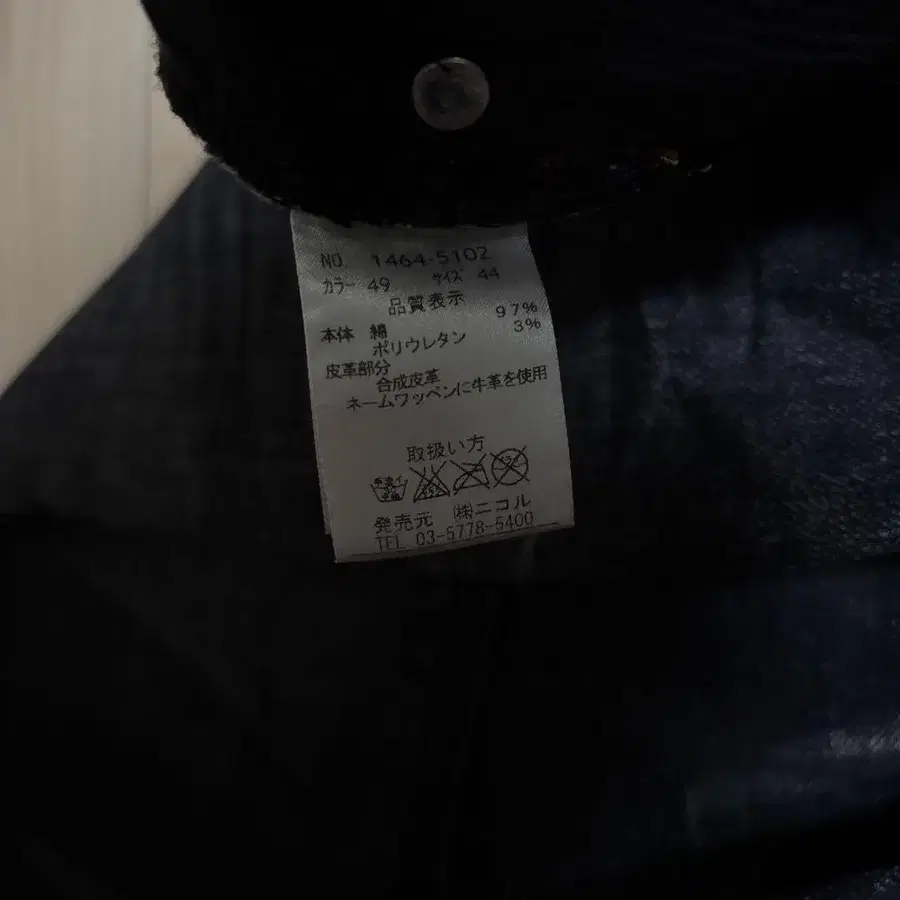 NO. 1464-5102
カラー 49 サイズ 44
品質表示
本体 綿 97%
ポリウレタン 3%
皮革部分
合成皮革
ネームワッペンに牛革を使用
取扱い方
発売元 ㈱ニコル
TEL 03-5778-5400